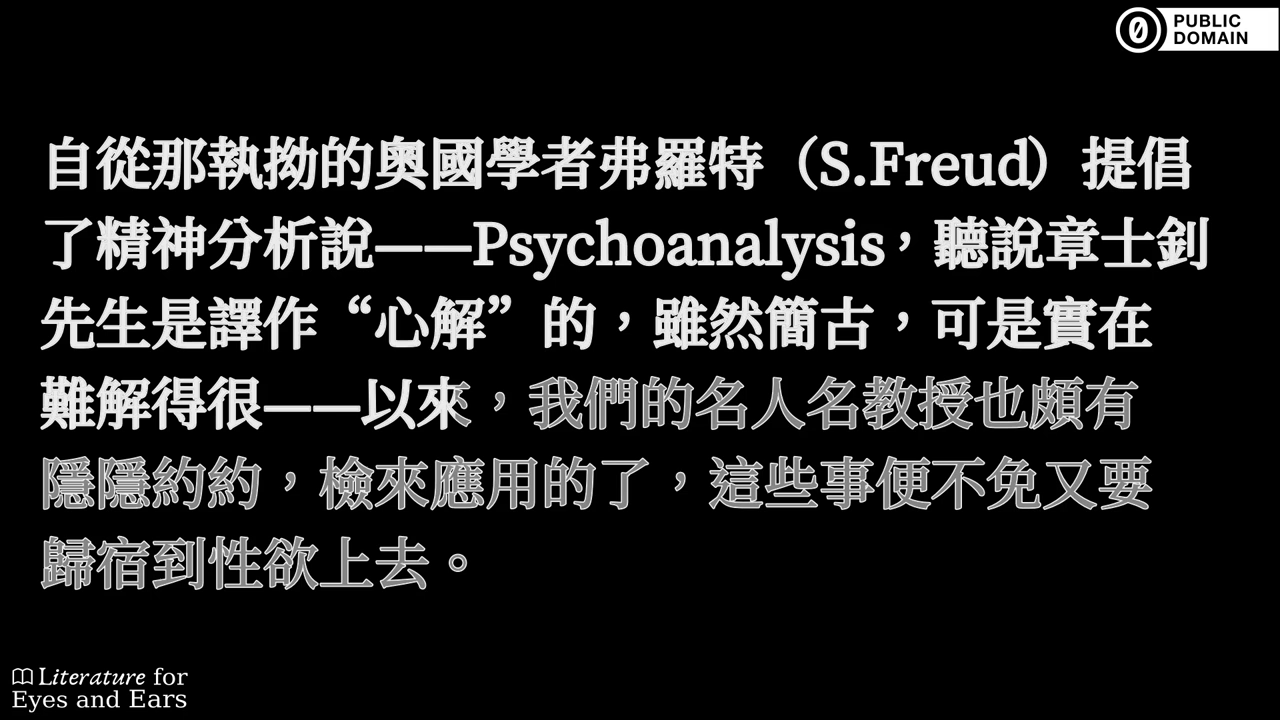 PUBLIC
DOMAIN
自從那執拗的奧國學者弗羅特（S.Freud）提倡
了精神分析說——Psychoanalysis，聽說章士釗
先生是譯作“心解”的，雖然簡古，可是實在
難解得很——以來，我們的名人名教授也頗有
隱隱約約，檢來應用的了，這些事便不免又要
歸宿到性欲上去。
Literature for
Eyes and Ears